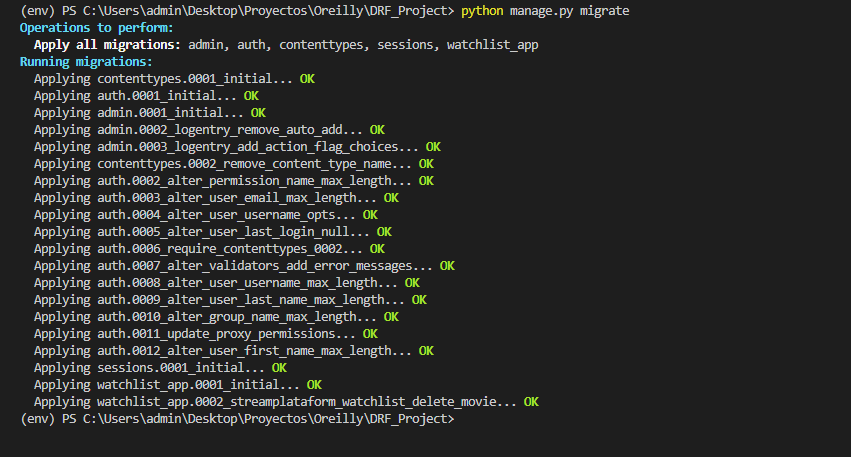 (env) PS C:\Users\admin\Desktop\Proyectos\Oreilly\DRF_Project> python manage.py migrate
Operations to perform:
  Apply all migrations: admin, auth, contenttypes, sessions, watchlist_app
Running migrations:
  Applying contenttypes.0001_initial... OK
  Applying auth.0001_initial... OK
  Applying admin.0001_initial... OK
  Applying admin.0002_logentry_remove_auto_add... OK
  Applying admin.0003_logentry_add_action_flag_choices... OK
  Applying contenttypes.0002_remove_content_type_name... OK
  Applying auth.0002_alter_permission_name_max_length... OK
  Applying auth.0003_alter_user_email_max_length... OK
  Applying auth.0004_alter_user_username_opts... OK
  Applying auth.0005_alter_user_last_login_null... OK
  Applying auth.0006_require_contenttypes_0002... OK
  Applying auth.0007_alter_validators_add_error_messages... OK
  Applying auth.0008_alter_user_username_max_length... OK
  Applying auth.0009_alter_user_last_name_max_length... OK
  Applying auth.0010_alter_group_name_max_length... OK
  Applying auth.0011_update_proxy_permissions... OK
  Applying auth.0012_alter_user_first_name_max_length... OK
  Applying sessions.0001_initial... OK
  Applying watchlist_app.0001_initial... OK
  Applying watchlist_app.0002_streamplataform_watchlist_delete_movie... OK
(env) PS C:\Users\admin\Desktop\Proyectos\Oreilly\DRF_Project>